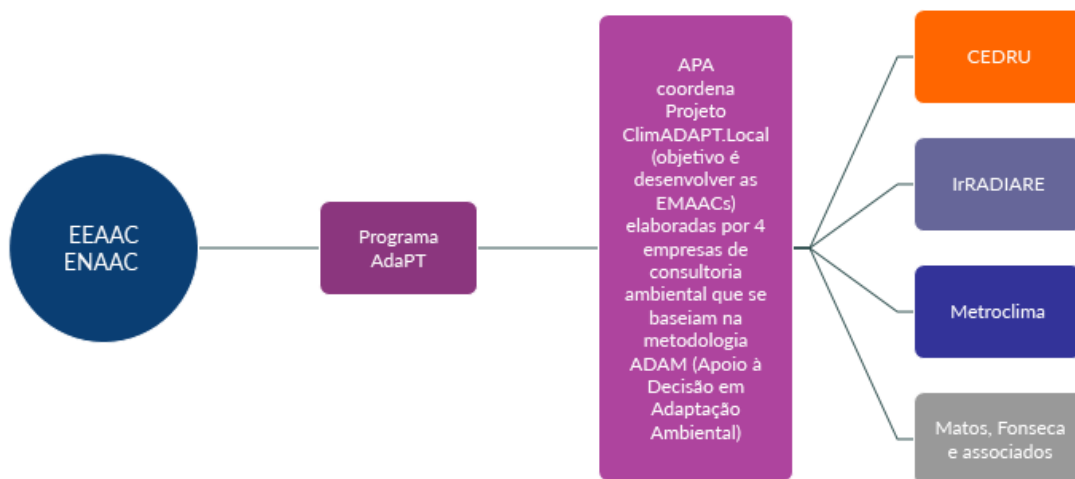 EEAAC
ENAAC
Programa
AdaPT
APA
coordena
Projeto
ClimADAPT.Local
(objetivo é
desenvolver as
EMAACs)
elaboradas por 4
empresas de
consultoria
ambiental que se
baseiam na
metodologia
ADAM (Apoio à
Decisão em
Adaptação
Ambiental)
CEDRU
IrRADIARE
Metroclima
Matos, Fonseca
e associados